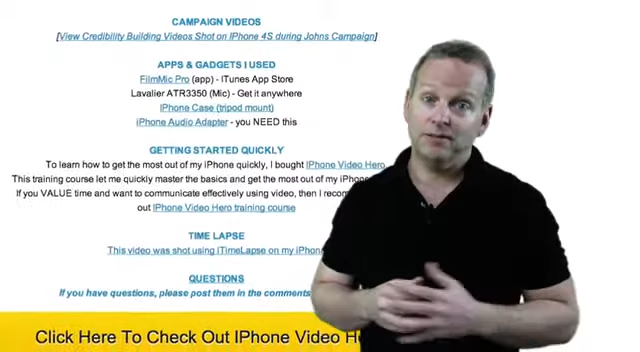 CAMPAIGN VIDEOS
[View Credibility Building Videos Shot on IPhone 4S during Johns Campaign]
APPS & GADGETS I USED
FilmMic Pro (app) - ITunes App Store
Lavalier ATR3350 (Mic) - Get it anywhere
IPhone Case (tripod mount)
iPhone Audio Adapter - you NEED this
GETTING STARTED QUICKLY
To learn how to get the most out of my iPhone quickly, I bought IPhone Video Hero
This training course let me quickly master the basics and get the most out of my iPhone
If you VALUE time and want to communicate effectively using video, then I
out IPhone Video Hero training course
TIME LAPSE
This video was shot using iTimeLapse on my
QUESTIONS
If you have questions, please post them in the comments
Click Here To Check Out IPhone Video